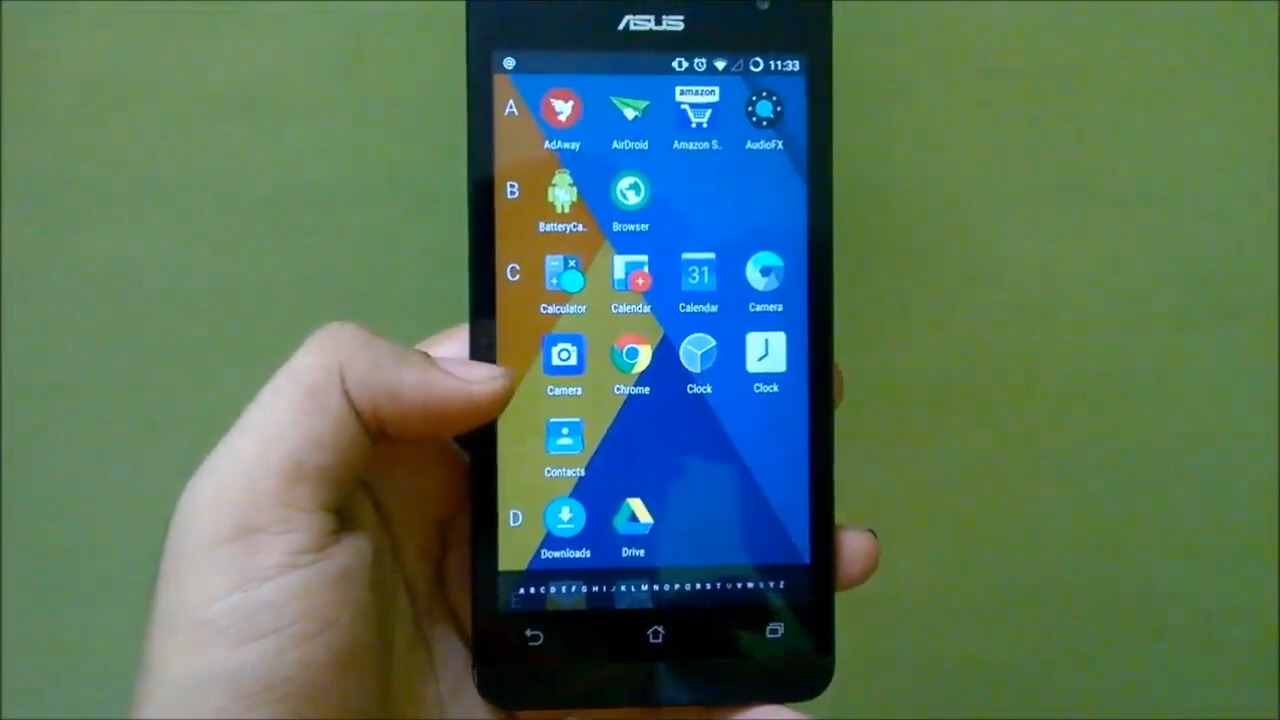 ASUS
11:33
A
amazon
AdAway AirDroid Amazon S.. AudioFX
B
BatteryCa.. Browser
C
31
Calculator Calendar Calendar Camera
Camera Chrome Clock Clock
Contacts
D
Downloads Drive
A B C D E F G H I J K L M N O P Q R S T U V W X Y Z
E